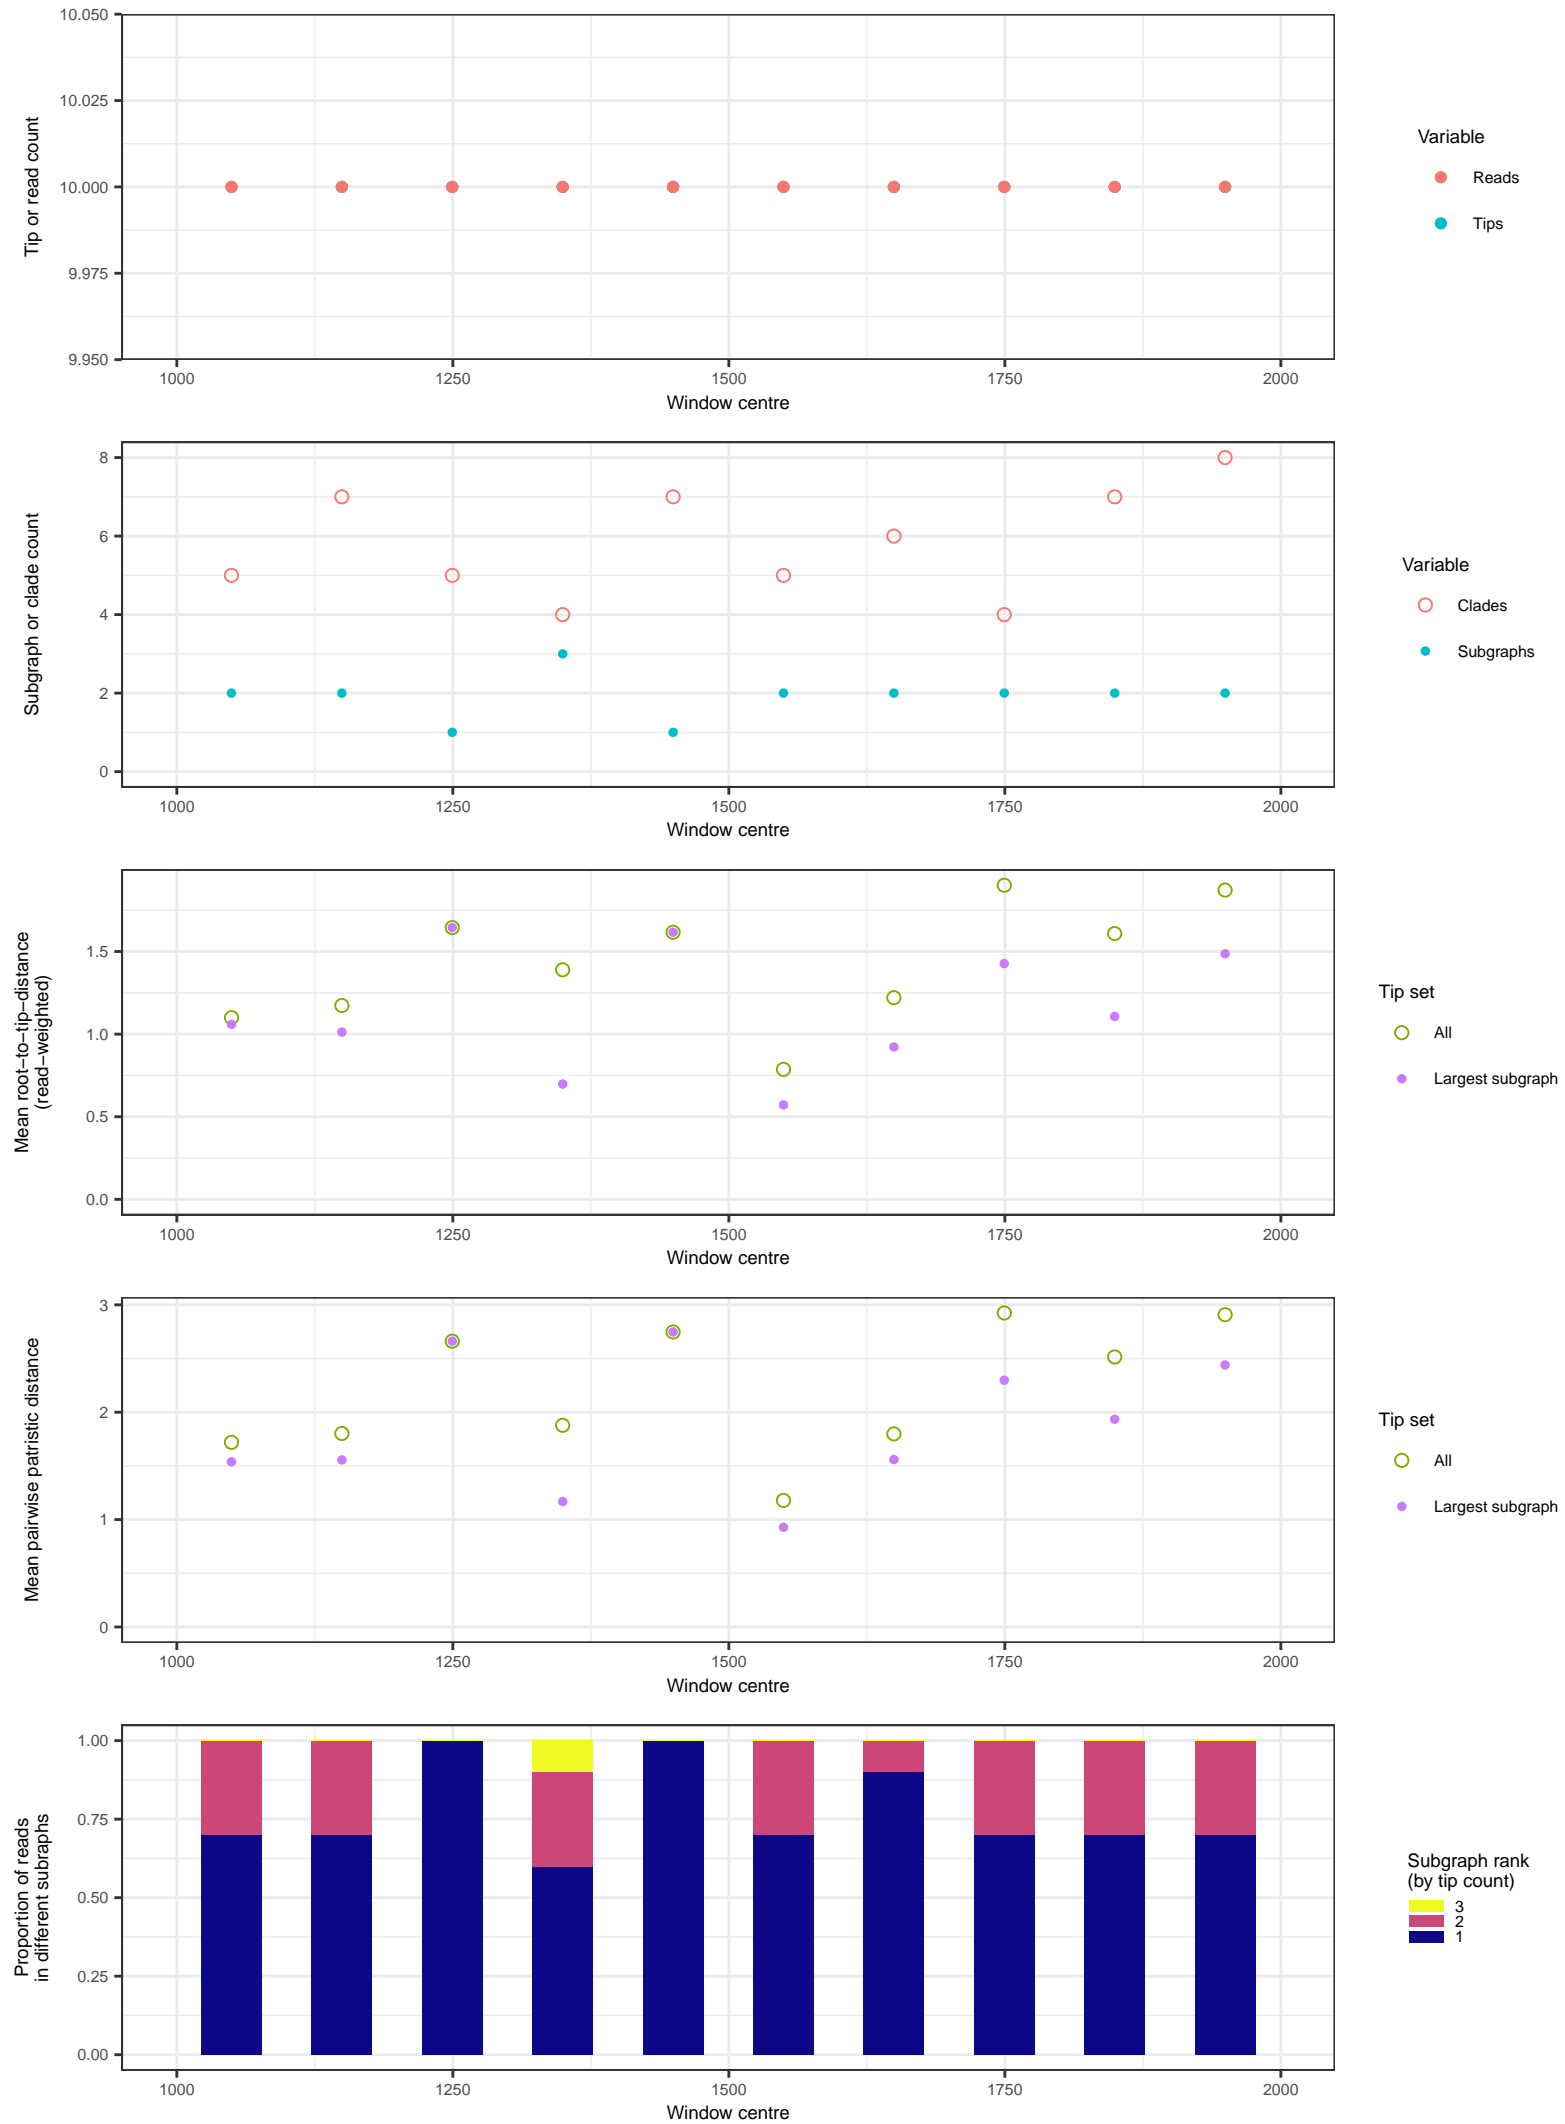 10.050
10.025
10.000
9.975
9.950
Tip or read count
1000 1250 1500 1750 2000
Window centre
Variable
Reads
Tips
8
6
4
2
0
Subgraph or clade count
1000 1250 1500 1750 2000
Window centre
Variable
Clades
Subgraphs
1.5
1.0
0.5
0.0
Mean root−to−tip−distance
(read−weighted)
1000 1250 1500 1750 2000
Window centre
Tip set
All
Largest subgraph
3
2
1
0
Mean pairwise patristic distance
1000 1250 1500 1750 2000
Window centre
Tip set
All
Largest subgraph
1.00
0.75
0.50
0.25
0.00
Proportion of reads
in different subraphs
1000 1250 1500 1750 2000
Window centre
Subgraph rank
(by tip count)
3
2
1